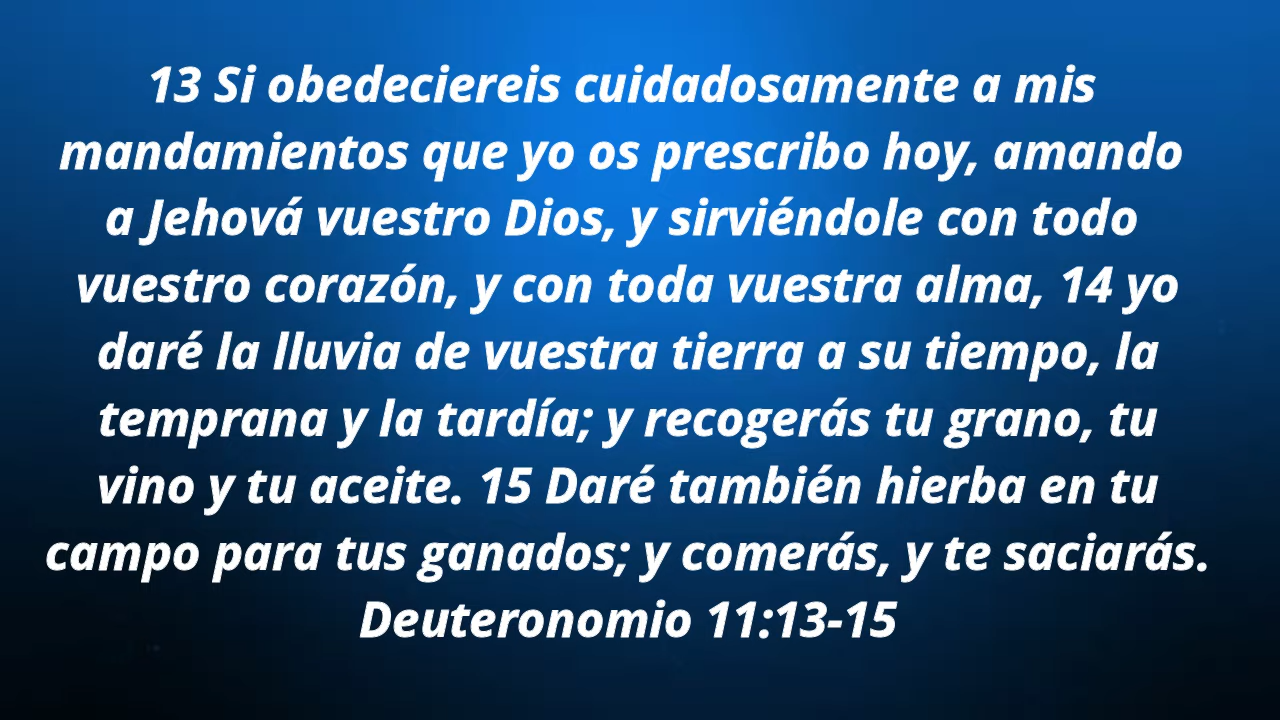 13 Si obedeciereis cuidadosamente a mis
mandamientos que yo os prescribo hoy, amando
a Jehová vuestro Dios, y sirviéndole con todo
vuestro corazón, y con toda vuestra alma, 14 yo
daré la lluvia de vuestra tierra a su tiempo, la
temprana y la tardía; y recogerás tu grano, tu
vino y tu aceite. 15 Daré también hierba en tu
campo para tus ganados; y comerás, y te saciarás.
Deuteronomio 11:13-15